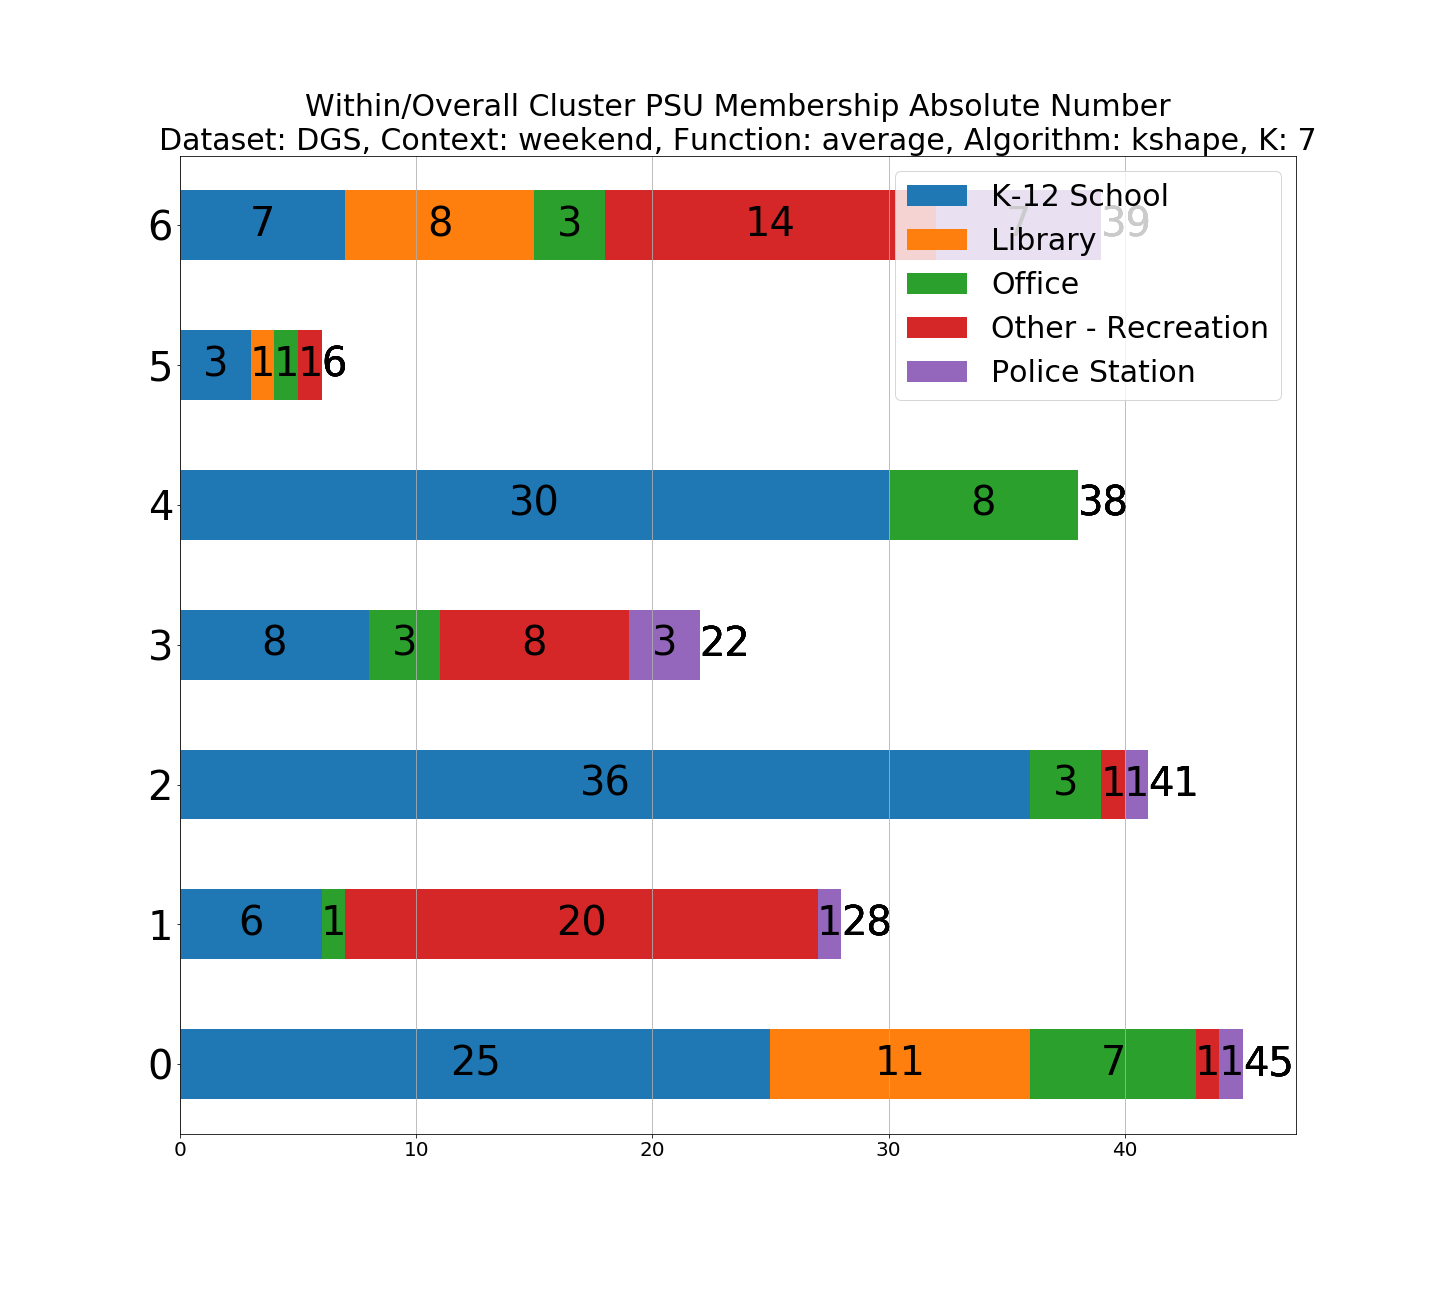 Within/Overall Cluster PSU Membership Absolute Number
Dataset: DGS, Context: weekend, Function: average, Algorithm: kshape, K: 7
K-12 School
Library
Office
Other - Recreation
Police Station
6 7 8 3 14 7 39
5 3 1 1 1 6
4 30 8 38
3 8 3 8 3 22
2 36 3 1 1 41
1 6 1 20 1 28
0 25 11 7 1 1 45
0 10 20 30 40